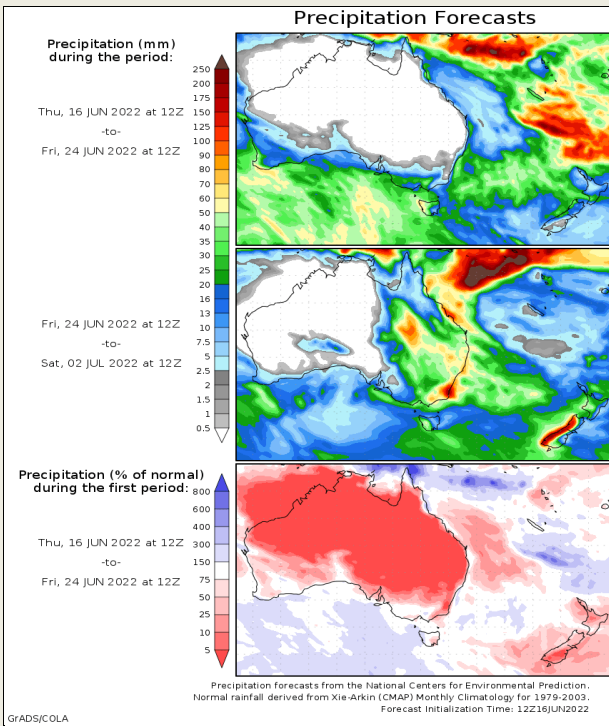 Precipitation Forecasts
Precipitation (mm)
during the period:
Thu, 16 JUN 2022 at 12Z
-to-
Fri, 24 JUN 2022 at 12Z
250
200
175
150
125
100
90
80
70
60
50
40
35
30
25
20
16
13
10
7.5
5
2.5
2
1.5
1
0.5
Fri, 24 JUN 2022 at 12Z
-to-
Sat, 02 JUL 2022 at 12Z
Precipitation (% of normal)
during the first period:
Thu, 16 JUN 2022 at 12Z
-to-
Fri, 24 JUN 2022 at 12Z
800
600
400
300
150
75
50
25
10
5
Precipitation forecasts from the National Centers for Environmental Prediction.
Normal rainfall derived from Xie-Arkin (CMAP) Monthly Climatology for 1979-2003.
Forecast Initialization Time: 12Z16JUN2022
GrADS/COLA